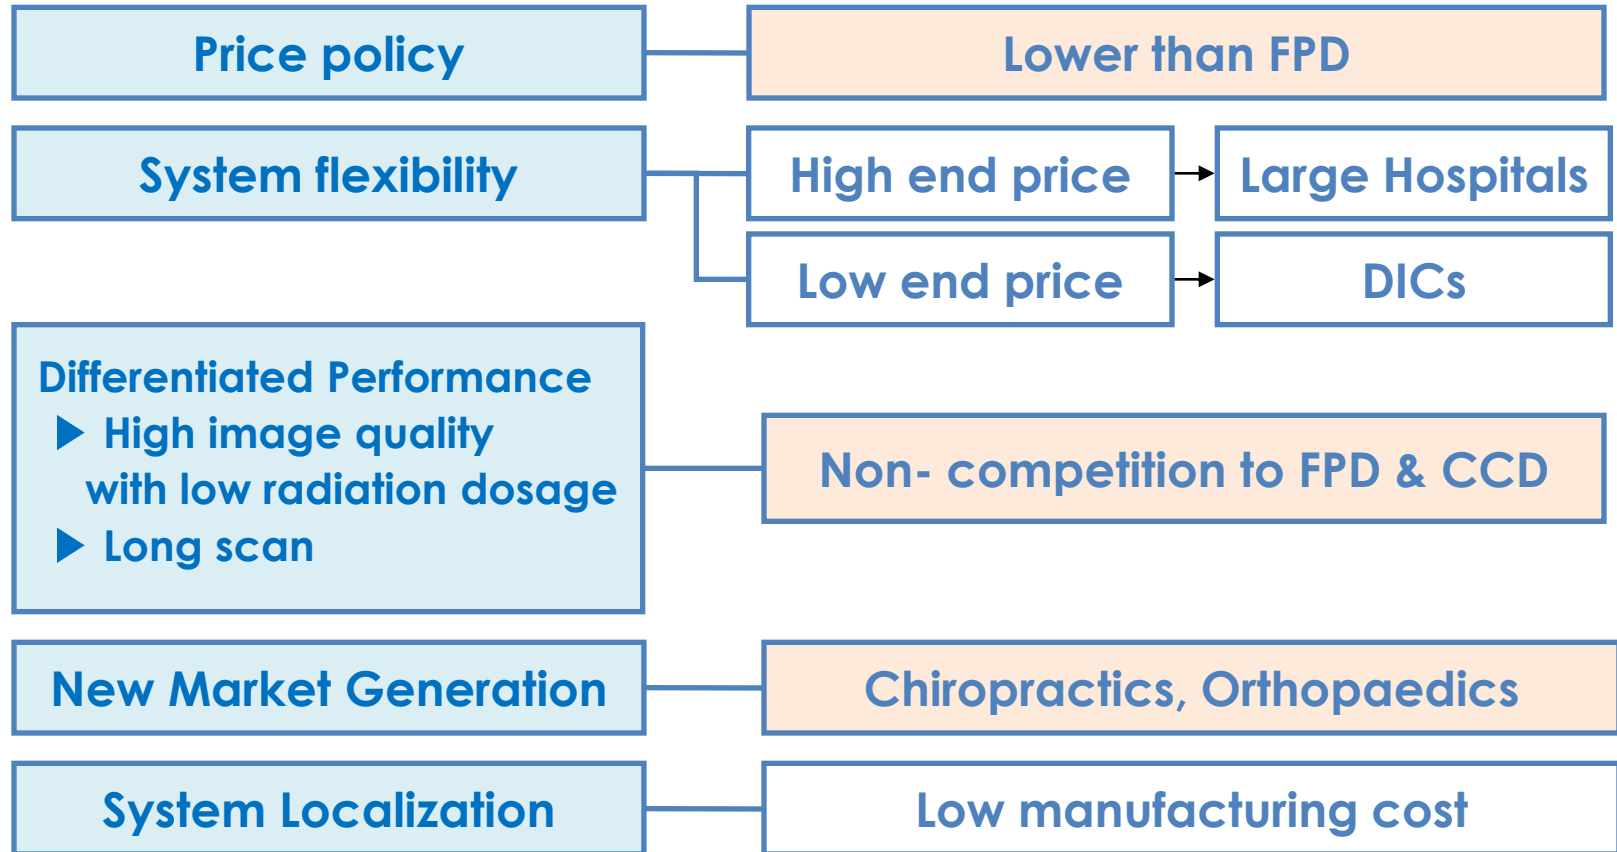 Price policy
Lower than FPD
System flexibility
High end price
Large Hospitals
Low end price
DICs
Differentiated Performance
▶ High image quality
with low radiation dosage
▶ Long scan
Non- competition to FPD & CCD
New Market Generation
Chiropractics, Orthopaedics
System Localization
Low manufacturing cost